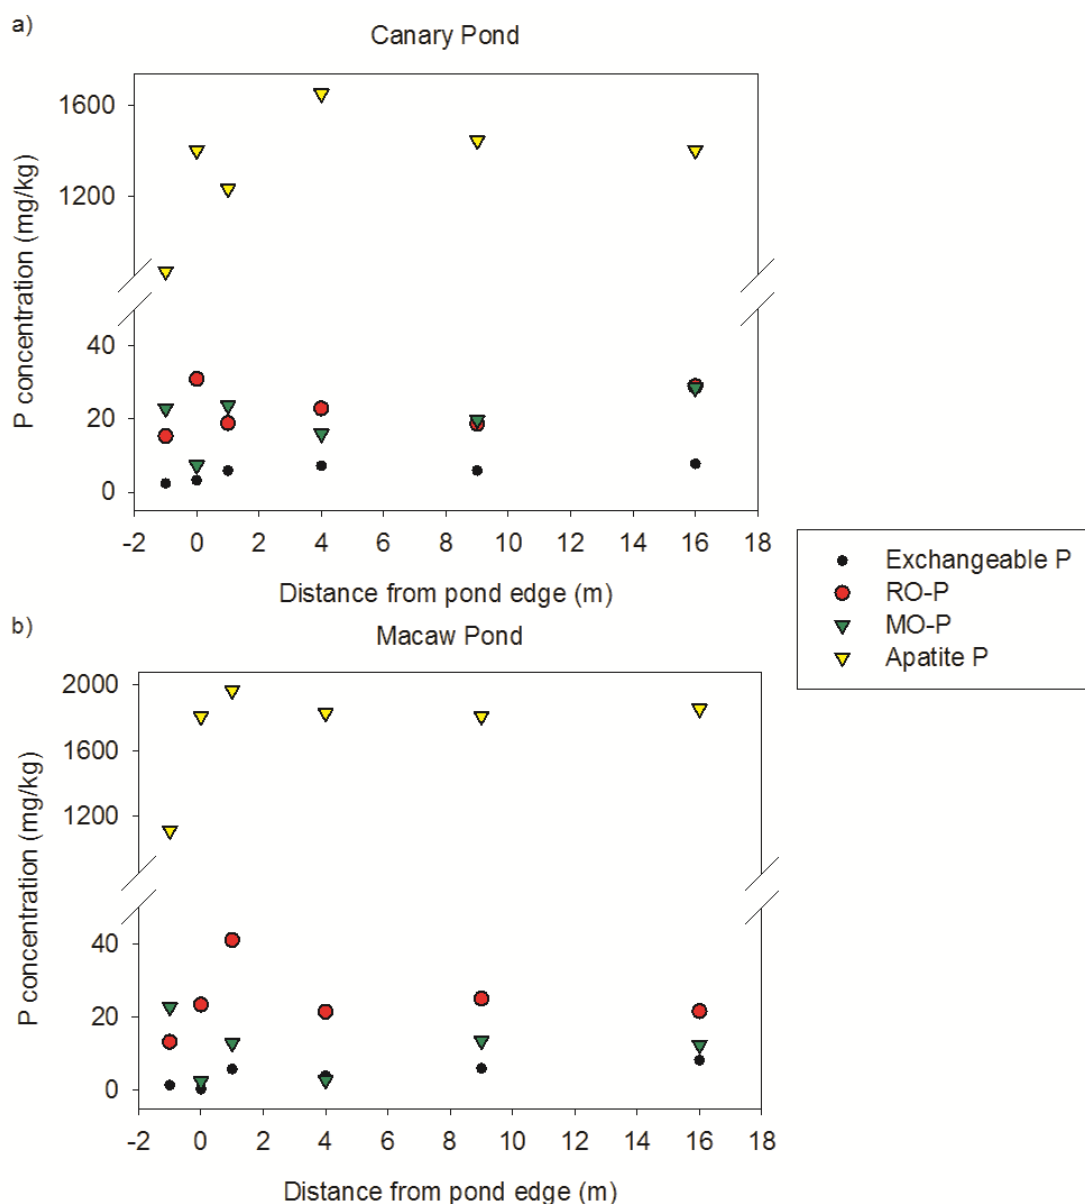 a)
Canary Pond
P concentration (mg/kg)
1600
1200
40
20
0
-2 0 2 4 6 8 10 12 14 16 18
Distance from pond edge (m)
Exchangeable P
RO-P
MO-P
Apatite P
b)
Macaw Pond
P concentration (mg/kg)
2000
1600
1200
40
20
0
-2 0 2 4 6 8 10 12 14 16 18
Distance from pond edge (m)